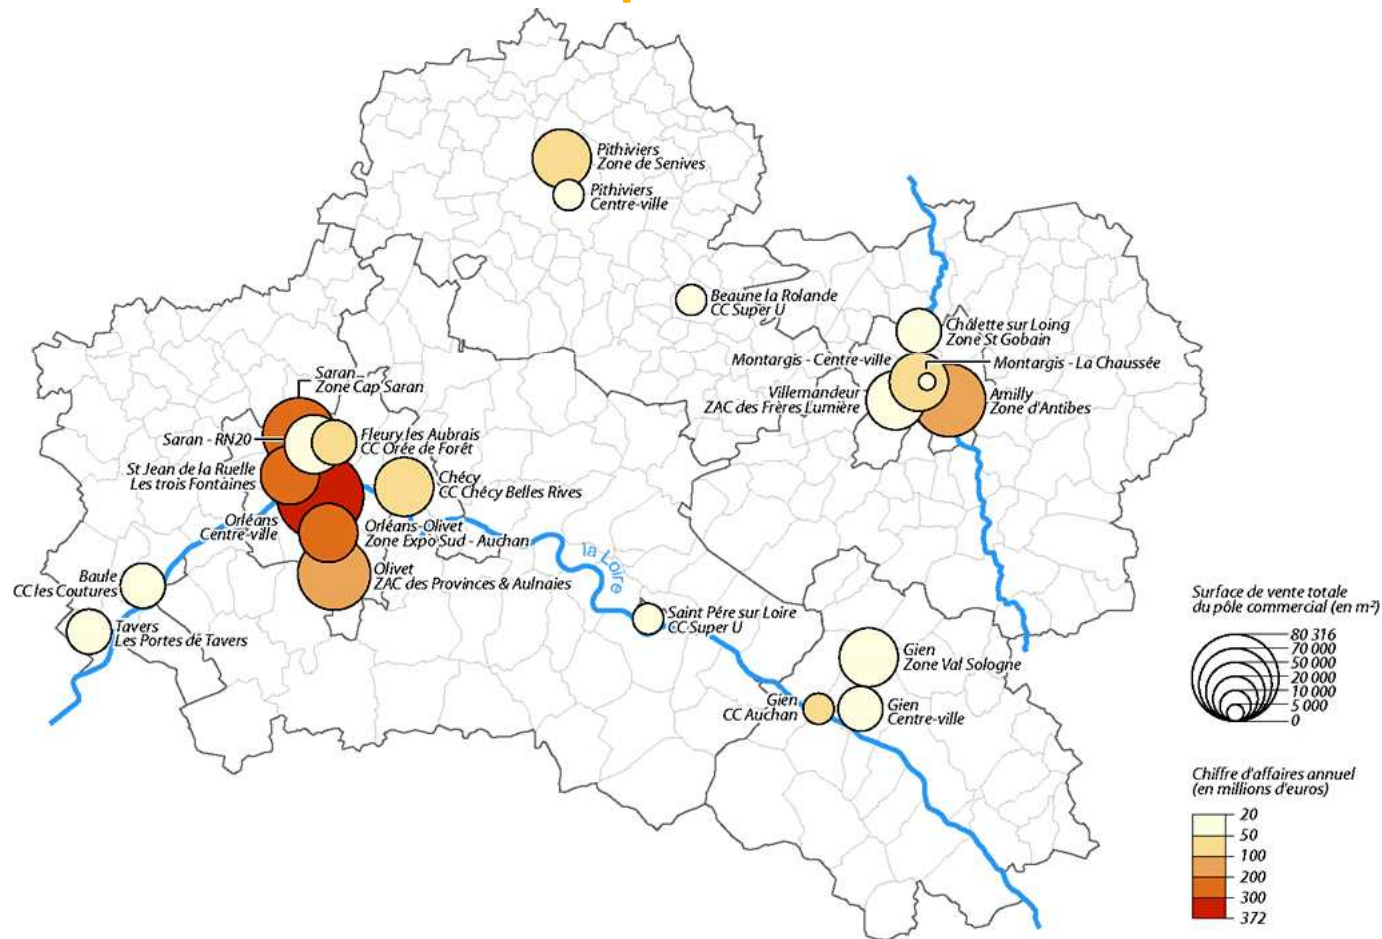 Pithiviers
Zone de Senives
Pithiviers
Centre-ville
Beaune la Rolande
CC Super U
Châlette sur Loing
Zone St Gobain
Montargis - Centre-ville
Montargis - La Chaussée
Villemandeur
ZAC des Frères Lumière
Amilly
Zone d'Antibes
Saran
Zone Cap Saran
Saran - RN20
Fleury les Aubrais
CC Orée de Forêt
St Jean de la Ruelle
Les trois Fontaines
Chécy
CC Chécy Belles Rives
Orléans
Centre-ville
Orléans-Olivet
Zone Expo Sud - Auchan
Olivet
ZAC des Provinces & Aulnaies
la Loire
Baule
CC les Coutures
Tavers
Les Portes de Tavers
Saint Pére sur Loire
CC Super U
Gien
Zone Val Sologne
Gien
CC Auchan
Gien
Centre-ville
Surface de vente totale
du pôle commercial (en m²)
80 316
70 000
50 000
20 000
10 000
5 000
0
Chiffre d'affaires annuel
(en millions d'euros)
20
50
100
200
300
372